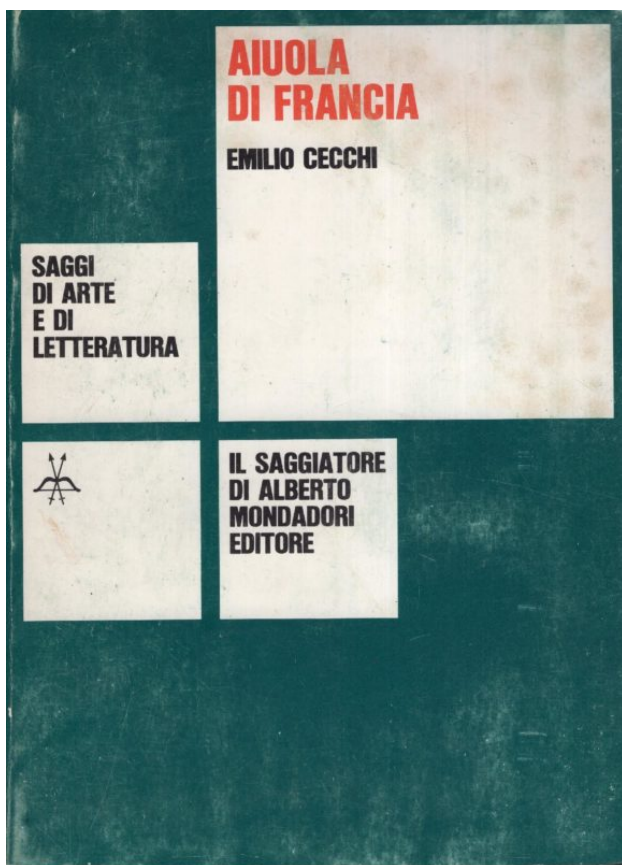 AIUOLA
DI FRANCIA
EMILIO CECCHI
SAGGI
DI ARTE
E DI
LETTERATURA
IL SAGGIATORE
DI ALBERTO
MONDADORI
EDITORE